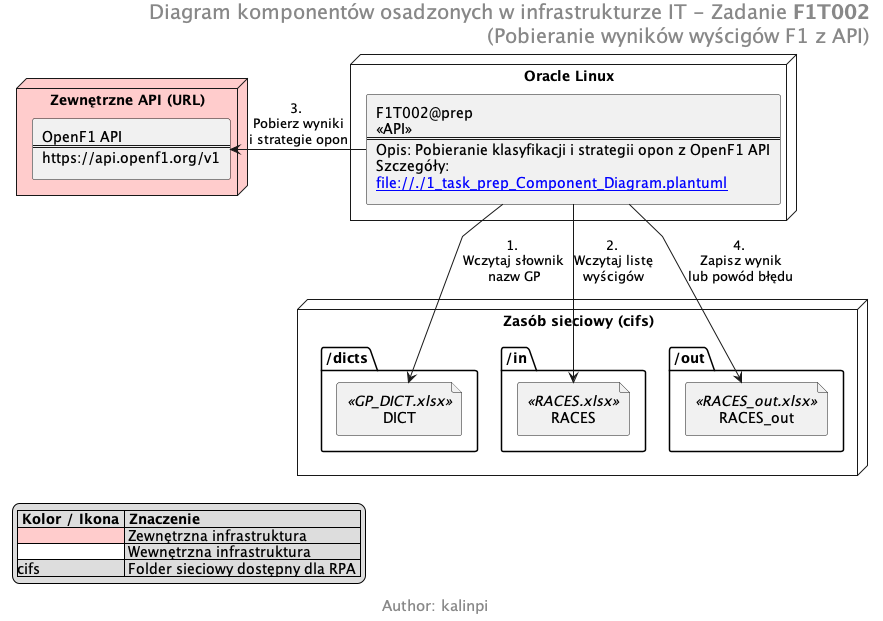 Diagram komponentów osadzonych w infrastrukturze IT - Zadanie F1T002
(Pobieranie wyników wyścigów F1 z API)
Oracle Linux
Zewnętrzne API (URL)
OpenF1 API
https://api.openf1.org/v1
3.
Pobierz wyniki
i strategie opon
F1T002@prep
«API»
Opis: Pobieranie klasyfikacji i strategii opon z OpenF1 API
Szczegóły:
file://./1_task_prep_Component_Diagram.plantuml
1.
Wczytaj słownik
nazw GP
2.
Wczytaj listę
wyścigów
4.
Zapisz wynik
lub powód błędu
Zasób sieciowy (cifs)
/dicts
«GP_DICT.xlsx»
DICT
/in
«RACES.xlsx»
RACES
/out
«RACES_out.xlsx»
RACES_out
Kolor / Ikona Znaczenie
Zewnętrzna infrastruktura
Wewnętrzna infrastruktura
cifs Folder sieciowy dostępny dla RPA
Author: kalinpi